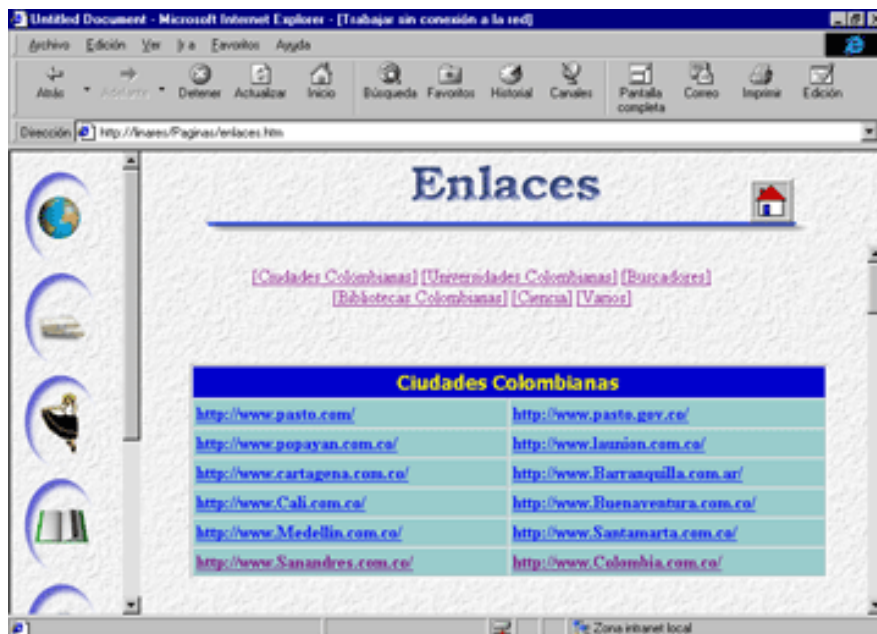 Untitled Document - Microsoft Internet Explorer - [Trabajar sin conexión a la red]
Archivo Edición Ver Ir a Favoritos Ayuda
Atrás Adelante Detener Actualizar Inicio Búsqueda Favoritos Historial Canales Pantalla completa Correo Imprimir Edición
Dirección http://linares/Paginas/enlaces.htm
Enlaces
[Ciudades Colombianas] [Universidades Colombianas] [Buscadores]
[Bibliotecas Colombianas] [Ciencia] [Varios]
Ciudades Colombianas
http://www.pasto.com/ http://www.pasto.gov.co/
http://www.popayan.com.co/ http://www.launion.com.co/
http://www.cartagena.com.co/ http://www.Barranquilla.com.ar/
http://www.Cali.com.co/ http://www.Buenaventura.com.co/
http://www.Medellin.com.co/ http://www.Santamarta.com.co/
http://www.Sanandres.com.co/ http://www.Colombia.com.co/
Zona intranet local